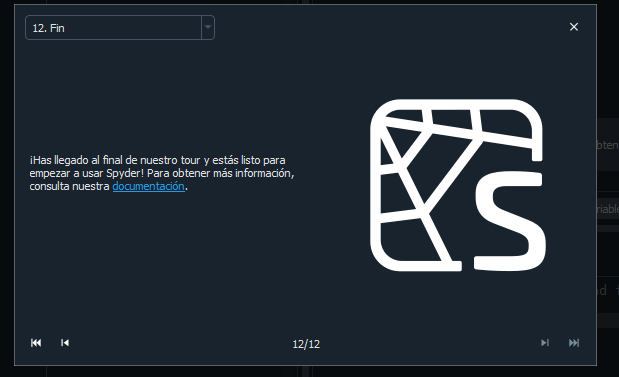 12. Fin
¡Has llegado al final de nuestro tour y estás listo para
empezar a usar Spyder! Para obtener más información,
consulta nuestra documentación.
S
12/12